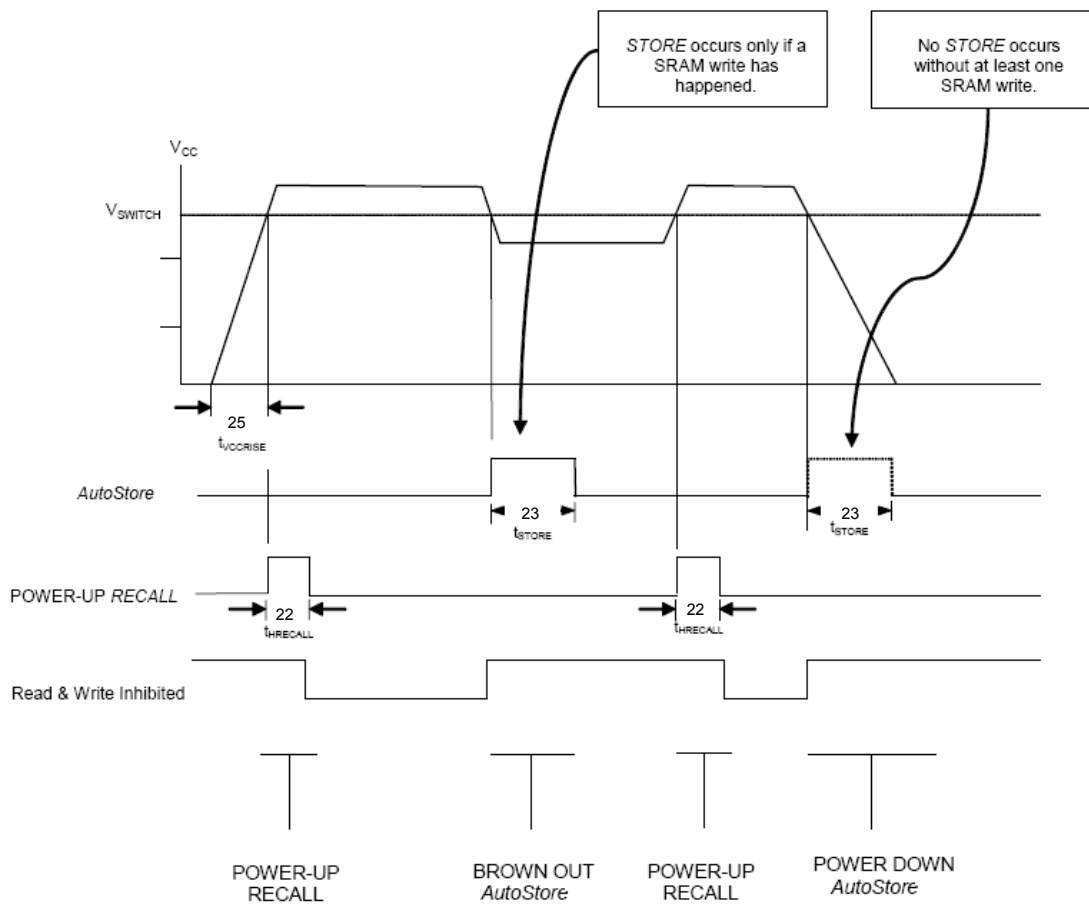 STORE occurs only if a
SRAM write has
happened.
No STORE occurs
without at least one
SRAM write.
VCC
VSWITCH
25
tVCCRISE
AutoStore
23
tSTORE
23
tSTORE
POWER-UP RECALL
22
tHRECALL
22
tHRECALL
Read & Write Inhibited
POWER-UP
RECALL
BROWN OUT
AutoStore
POWER-UP
RECALL
POWER DOWN
AutoStore